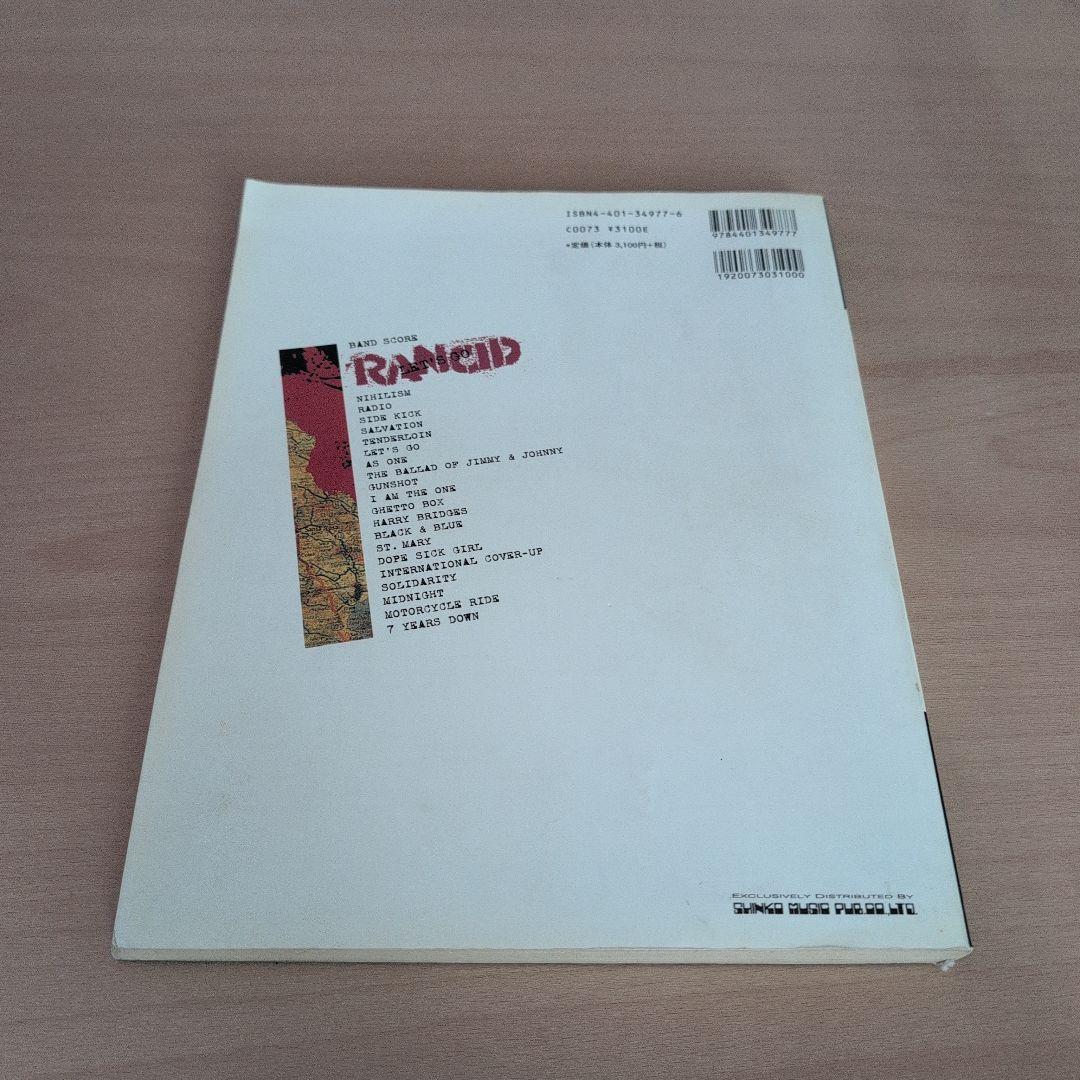 ISBN4-401-34977-6
C0073 ¥3100E
•定価(本体 3,100円+税)
9784401349777
1920073031000
BAND SCORE
RANCID
LET'S GO
NIHILISM
RADIO
SIDE KICK
SALVATION
TENDERLOIN
LET'S GO
AS ONE
THE BALLAD OF JIMMY & JOHNNY
GUNSHOT
I AM THE ONE
GHETTO BOX
HARRY BRIDGES
BLACK & BLUE
ST. MARY
DOPE SICK GIRL
INTERNATIONAL COVER-UP
SOLIDARITY
MIDNIGHT
MOTORCYCLE RIDE
7 YEARS DOWN
EXCLUSIVELY DISTRIBUTED BY
SHINKO MUSIC PUB.CO.,LTD.